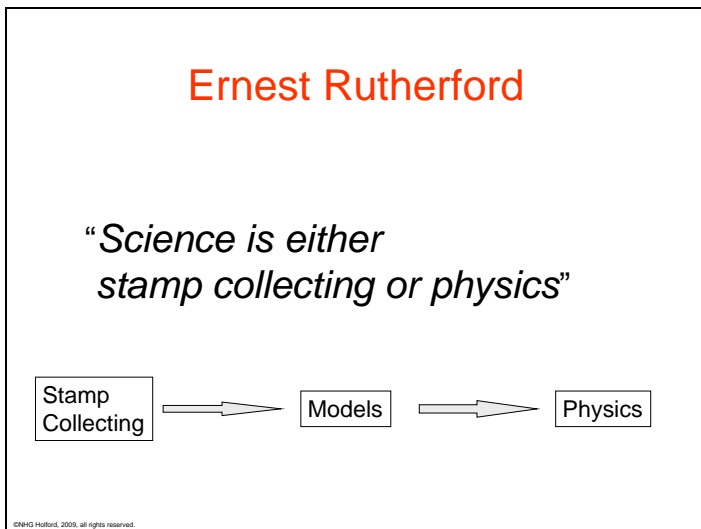 Ernest Rutherford
“Science is either
stamp collecting or physics”
Stamp
Collecting
Models
Physics
©NHG Holford, 2009, all rights reserved.